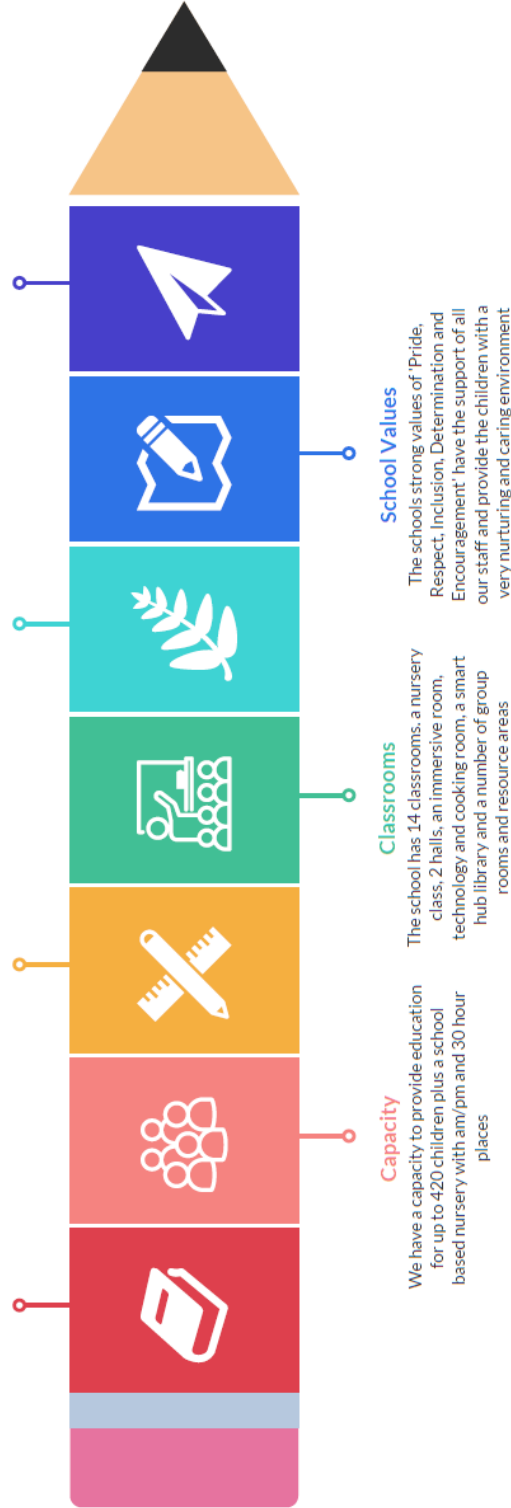 Capacity
We have a capacity to provide education
for up to 420 children plus a school
based nursery with am/pm and 30 hour
places
Classrooms
The school has 14 classrooms. a nursery
class, 2 halls, an immersive room,
technology and cooking room, a smart
hub library and a number of group
rooms and resource areas
School Values
The schools strong values of 'Pride,
Respect, Inclusion, Determination and
Encouragement' have the support of all
our staff and provide the children with a
very nurturing and caring environment